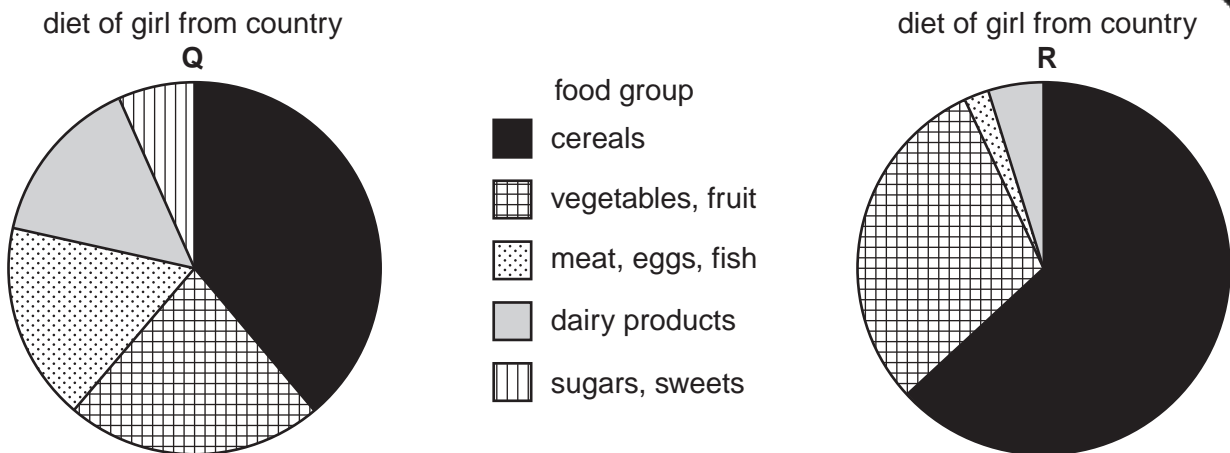 diet of girl from country
Q
food group
cereals
vegetables, fruit
meat, eggs, fish
dairy products
sugars, sweets
diet of girl from country
R